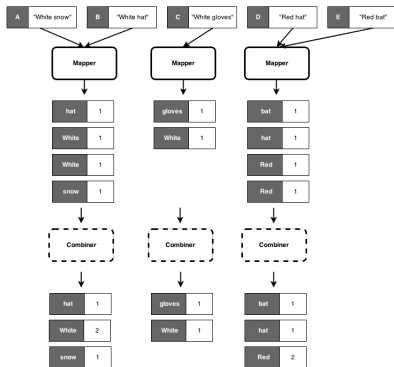 A "White snow" B "White hat" C "White gloves" D "Red hat" E "Red bat"
Mapper Mapper Mapper
hat 1 gloves 1 bat 1
White 1 White 1 hat 1
White 1 Red 1
snow 1 Red 1
Combiner Combiner Combiner
hat 1 gloves 1 bat 1
White 2 White 1 hat 1
snow 1 Red 2